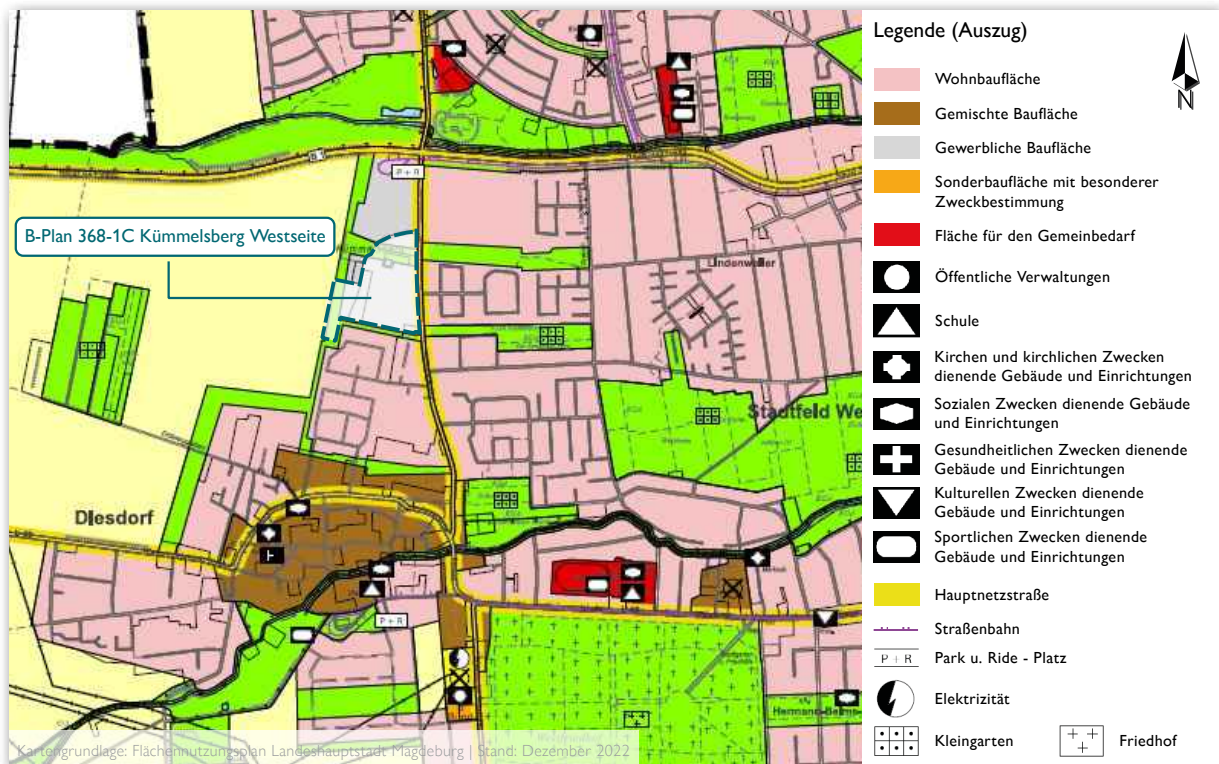 P + R
B-Plan 368-1C Kümmelsberg Westseite
Lindenweiler
Stadtfeld We
Diesdorf
P + R
Hermann-Beims-
Kartengrundlage: Flächennutzungsplan Landeshauptstadt Magdeburg | Stand: Dezember 2022
Legende (Auszug)
N
Wohnbaufläche
Gemischte Baufläche
Gewerbliche Baufläche
Sonderbaufläche mit besonderer
Zweckbestimmung
Fläche für den Gemeinbedarf
Öffentliche Verwaltungen
Schule
Kirchen und kirchlichen Zwecken
dienende Gebäude und Einrichtungen
Sozialen Zwecken dienende Gebäude
und Einrichtungen
Gesundheitlichen Zwecken dienende
Gebäude und Einrichtungen
Kulturellen Zwecken dienende
Gebäude und Einrichtungen
Sportlichen Zwecken dienende
Gebäude und Einrichtungen
Hauptnetzstraße
Straßenbahn
P + R Park u. Ride - Platz
Elektrizität
Kleingarten
Friedhof